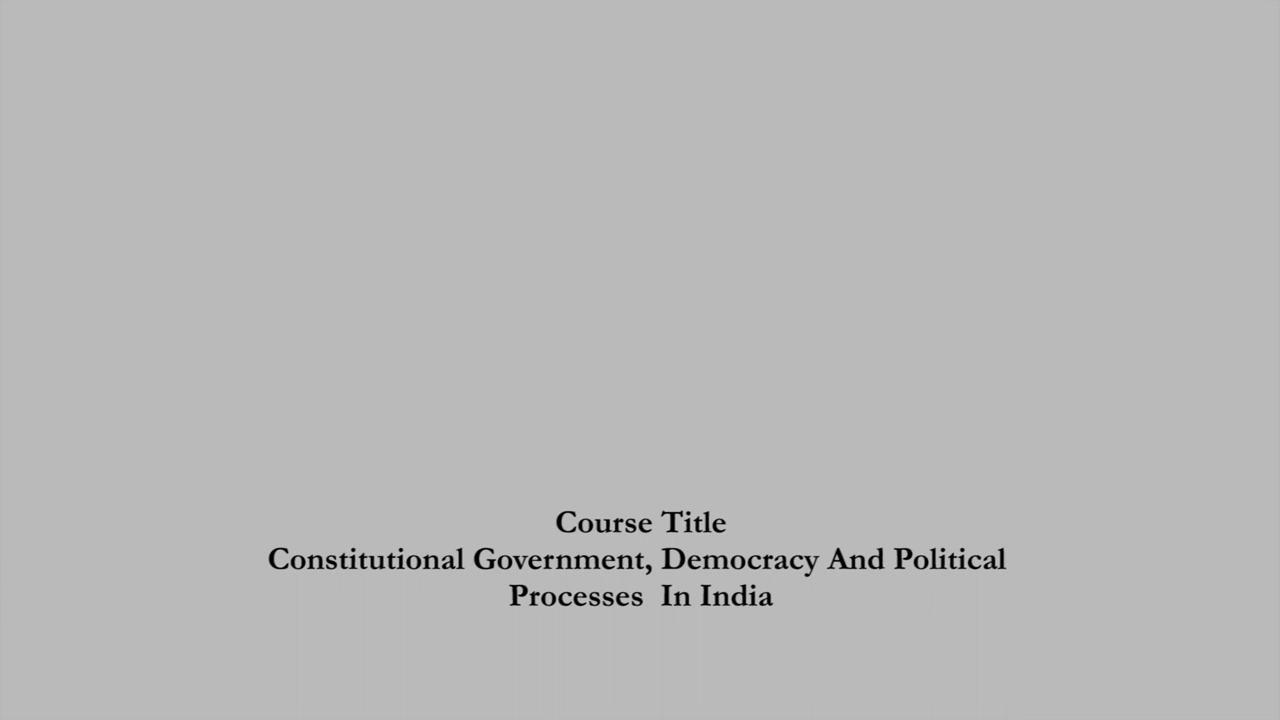 Course Title
Constitutional Government, Democracy And Political
Processes In India